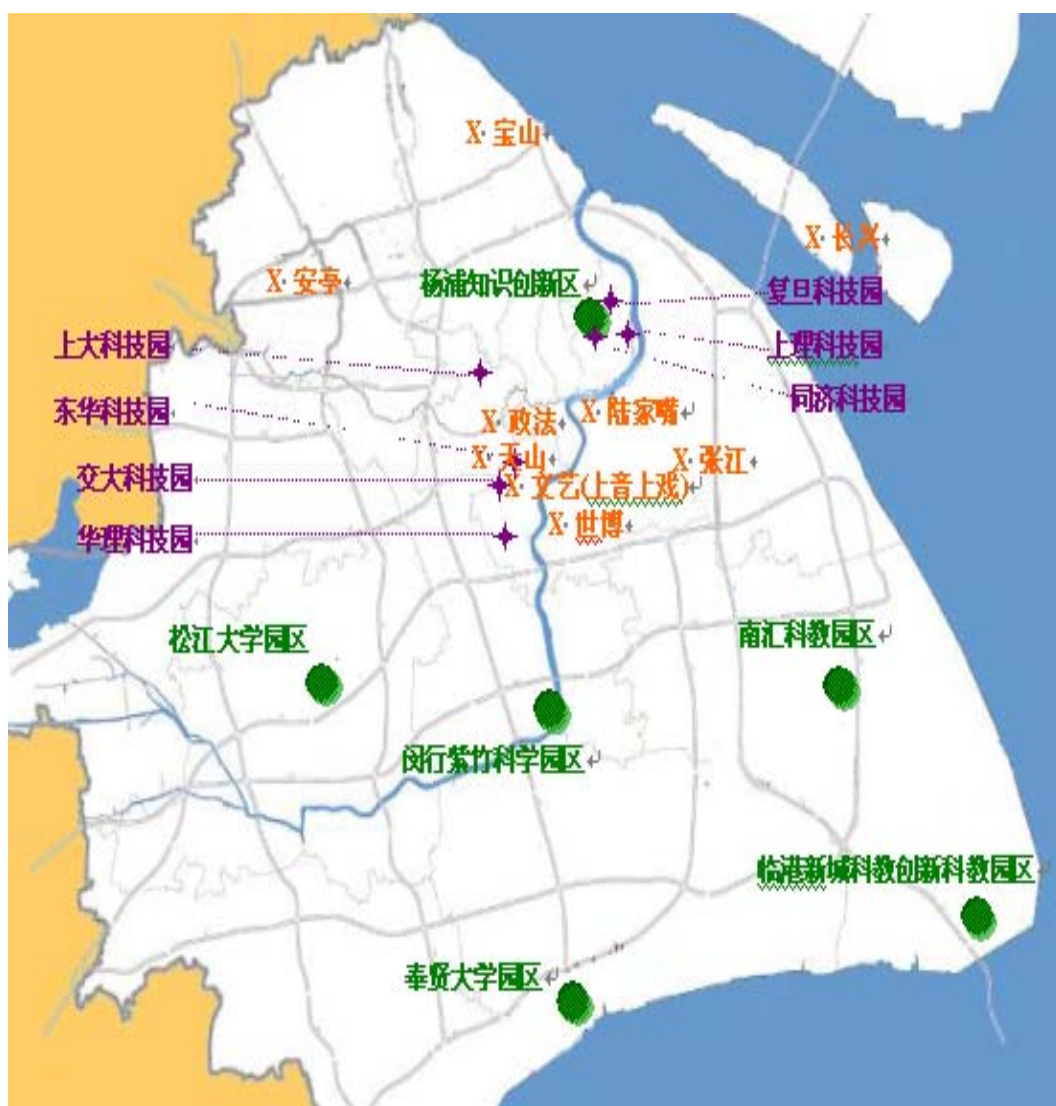 X· 宝山
X· 长兴
X· 安亭
杨浦知识创新区
复旦科技园
上大科技园
上理科技园
东华科技园
同济科技园
X· 政法
X· 陆家嘴
X· 天山
X· 张江
交大科技园
X· 文艺(上音上戏)
华理科技园
X· 世博
松江大学园区
南汇科教园区
闵行紫竹科学园区
临港新城科教创新科教园区
奉贤大学园区